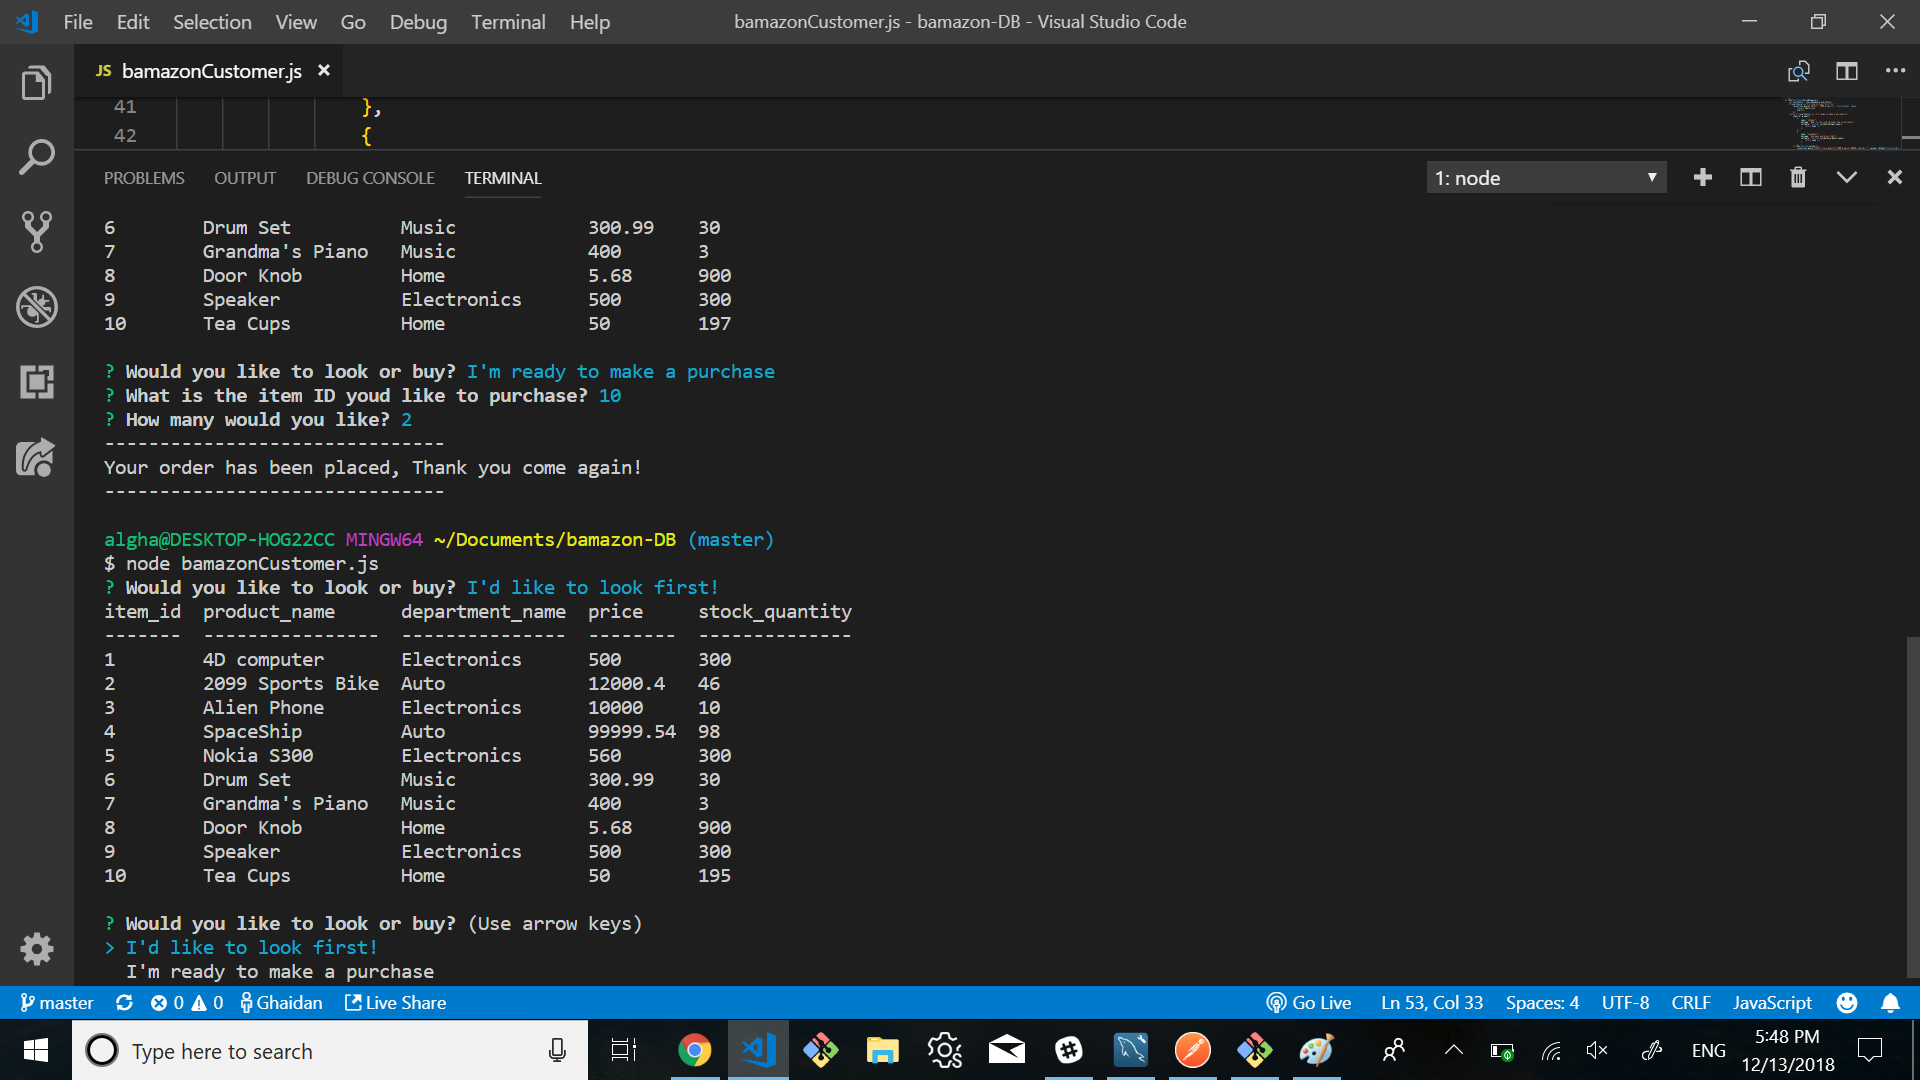 File Edit Selection View Go Debug Terminal Help bamazonCustomer.js - bamazon-DB - Visual Studio Code
JS bamazonCustomer.js
41 },
42 {
PROBLEMS OUTPUT DEBUG CONSOLE TERMINAL 1: node
6 Drum Set Music 300.99 30
7 Grandma's Piano Music 400 3
8 Door Knob Home 5.68 900
9 Speaker Electronics 500 300
10 Tea Cups Home 50 197
? Would you like to look or buy? I'm ready to make a purchase
? What is the item ID youd like to purchase? 10
? How many would you like? 2
-------------------------------
Your order has been placed, Thank you come again!
-------------------------------
algha@DESKTOP-HOG22CC MINGW64 ~/Documents/bamazon-DB (master)
$ node bamazonCustomer.js
? Would you like to look or buy? I'd like to look first!
item_id product_name department_name price stock_quantity
------- ---------------- --------------- -------- --------------
1 4D computer Electronics 500 300
2 2099 Sports Bike Auto 12000.4 46
3 Alien Phone Electronics 10000 10
4 SpaceShip Auto 99999.54 98
5 Nokia S300 Electronics 560 300
6 Drum Set Music 300.99 30
7 Grandma's Piano Music 400 3
8 Door Knob Home 5.68 900
9 Speaker Electronics 500 300
10 Tea Cups Home 50 195
? Would you like to look or buy? (Use arrow keys)
> I'd like to look first!
I'm ready to make a purchase
master 0 0 Ghaidan Live Share Go Live Ln 53, Col 33 Spaces: 4 UTF-8 CRLF JavaScript
Type here to search ENG 5:48 PM
12/13/2018